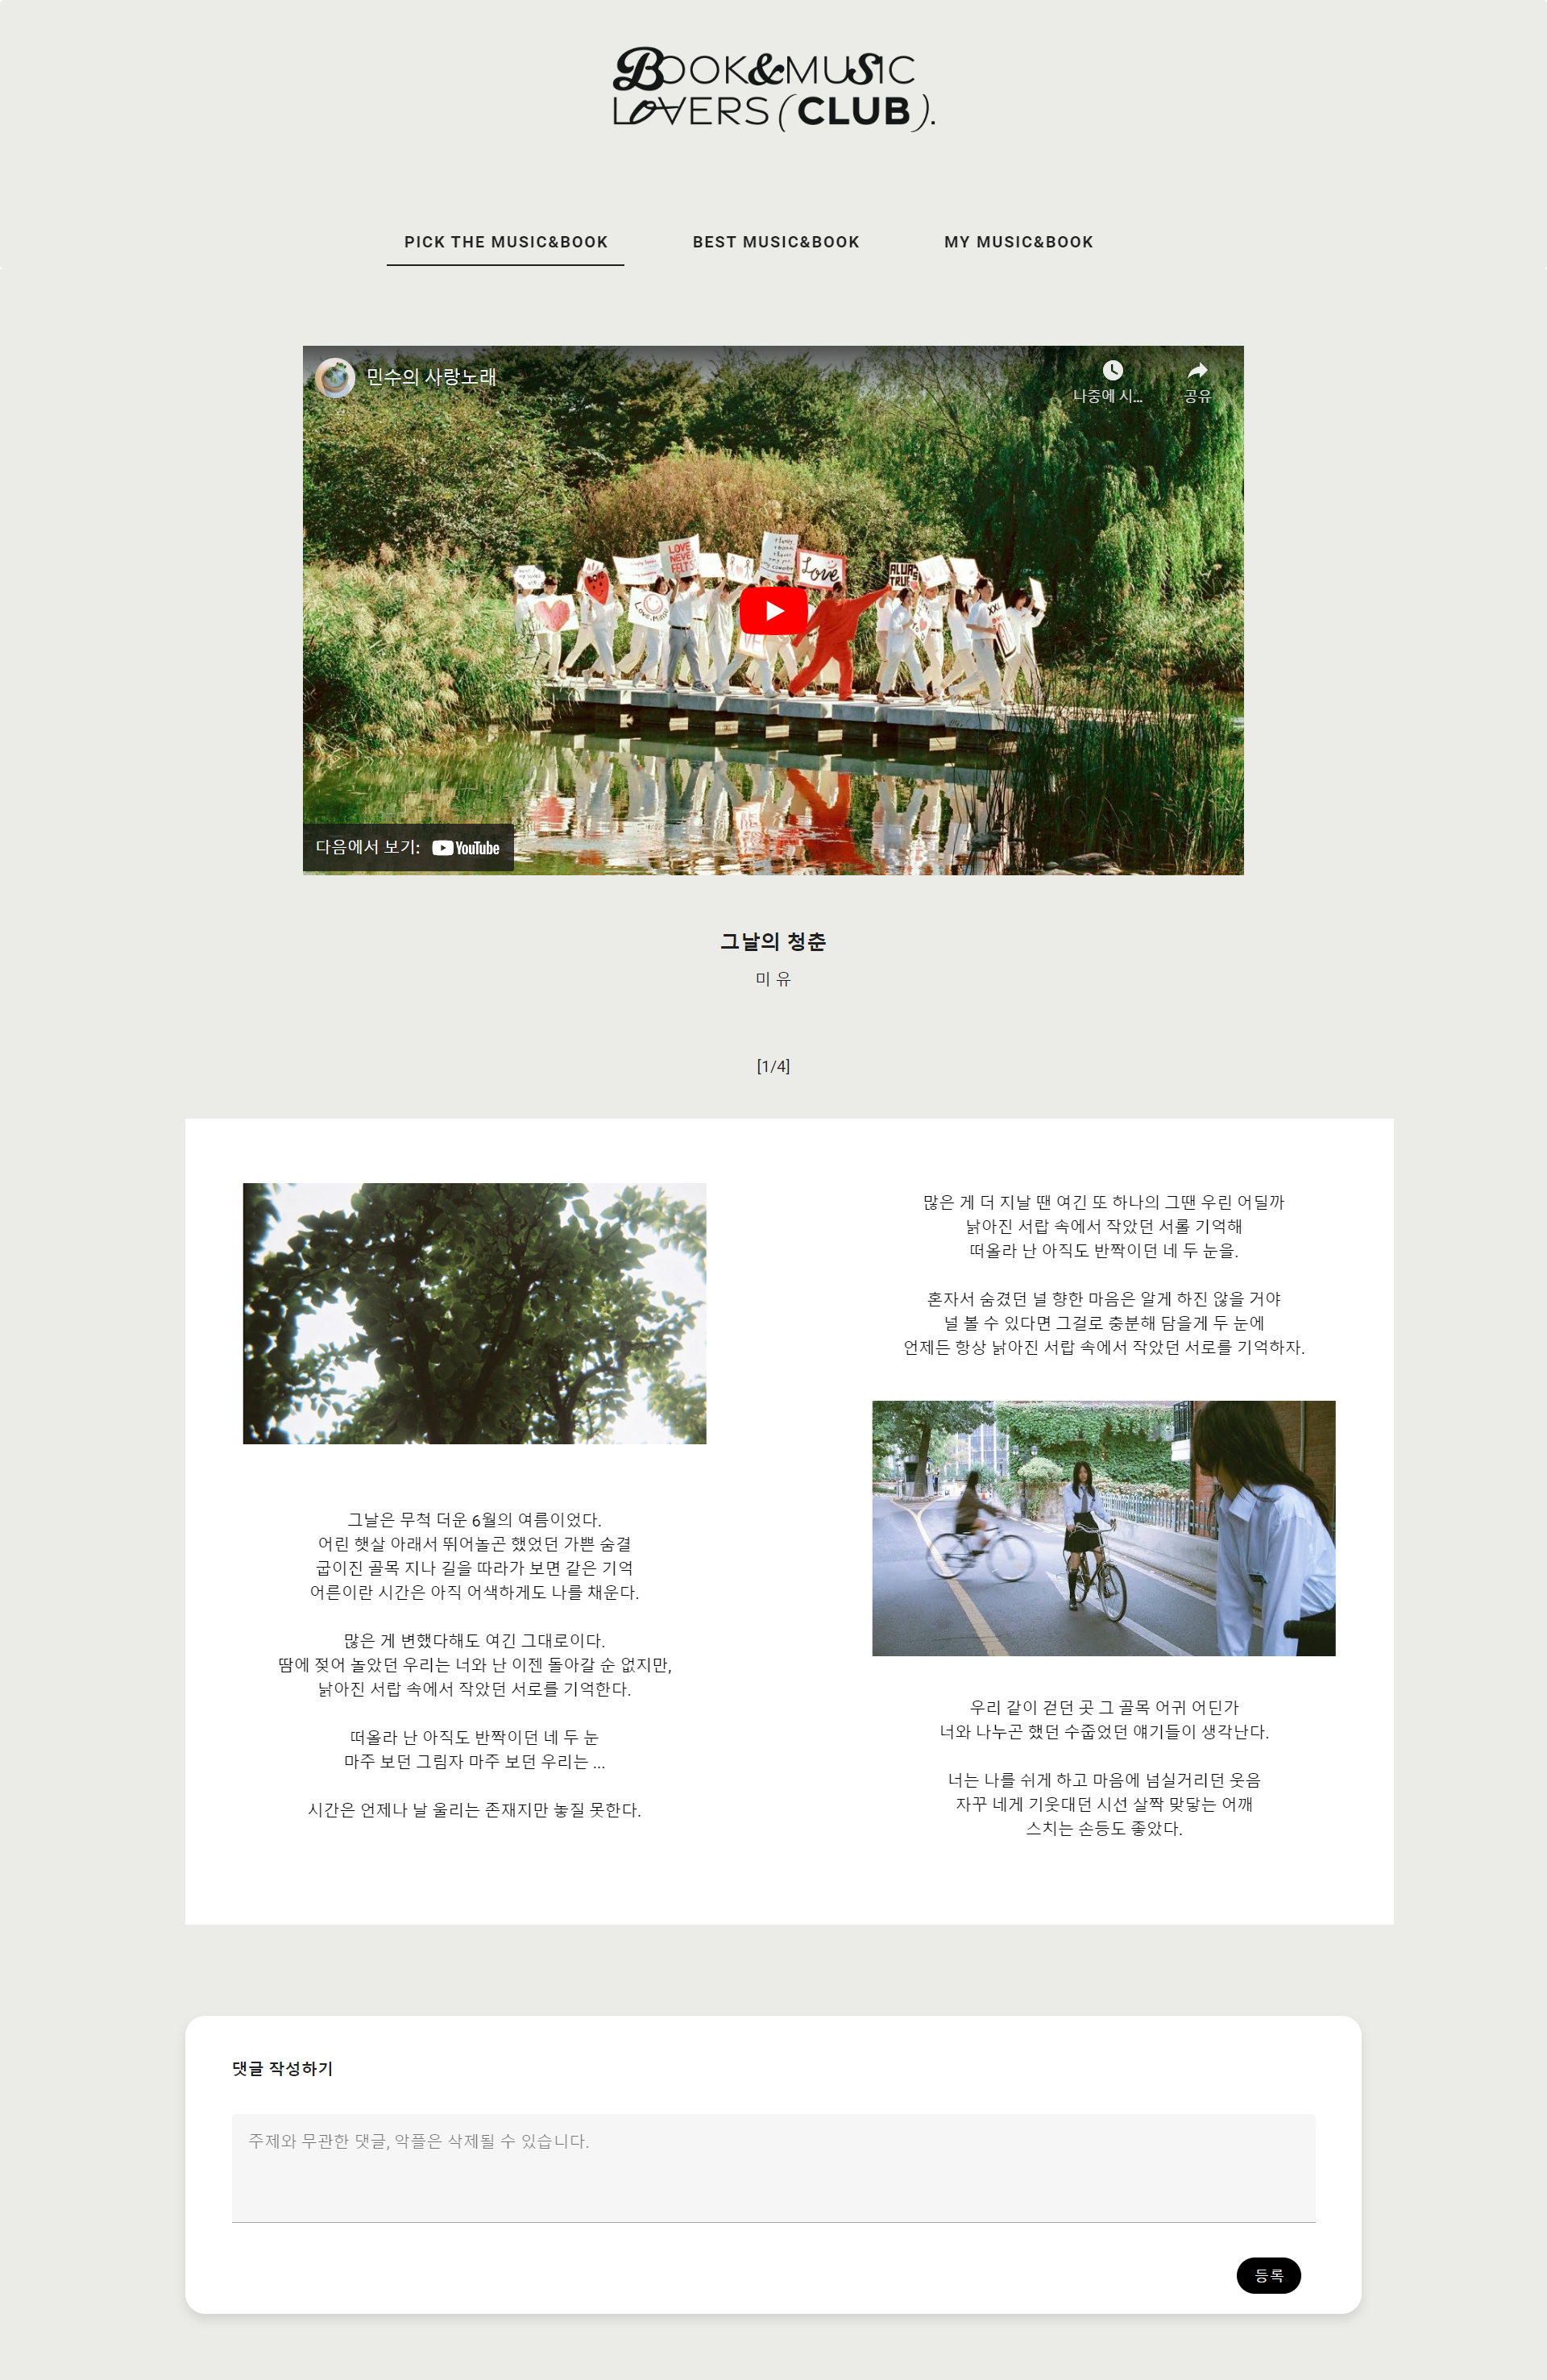 BOOK&MUSIC
LOVERS (CLUB).
PICK THE MUSIC&BOOK
BEST MUSIC&BOOK
MY MUSIC&BOOK
민수의 사랑노래
나중에 시...
공유
LOVE
NEVER
FELT
Love
TRUE
다음에서 보기: YouTube
그날의 청춘
미 유
[1/4]
그날은 무척 더운 6월의 여름이었다.
어린 햇살 아래서 뛰어놀곤 했었던 가쁜 숨결
굽이진 골목 지나 길을 따라가 보면 같은 기억
어른이란 시간은 아직 어색하게도 나를 채운다.
많은 게 변했다해도 여긴 그대로이다.
땀에 젖어 놀았던 우리는 너와 난 이젠 돌아갈 순 없지만,
낡아진 서랍 속에서 작았던 서로를 기억한다.
떠올라 난 아직도 반짝이던 네 두 눈
마주 보던 그림자 마주 보던 우리는 ...
시간은 언제나 날 울리는 존재지만 놓질 못한다.
많은 게 더 지날 땐 여긴 또 하나의 그땐 우린 어딜까
낡아진 서랍 속에서 작았던 서롤 기억해
떠올라 난 아직도 반짝이던 네 두 눈을.
혼자서 숨겼던 널 향한 마음은 알게 하진 않을 거야
널 볼 수 있다면 그걸로 충분해 담을게 두 눈에
언제든 항상 낡아진 서랍 속에서 작았던 서로를 기억하자.
우리 같이 걷던 곳 그 골목 어귀 어딘가
너와 나누곤 했던 수줍었던 얘기들이 생각난다.
너는 나를 쉬게 하고 마음에 넘실거리던 웃음
자꾸 네게 기웃대던 시선 살짝 맞닿는 어깨
스치는 손등도 좋았다.
댓글 작성하기
주제와 무관한 댓글, 악플은 삭제될 수 있습니다.
등록